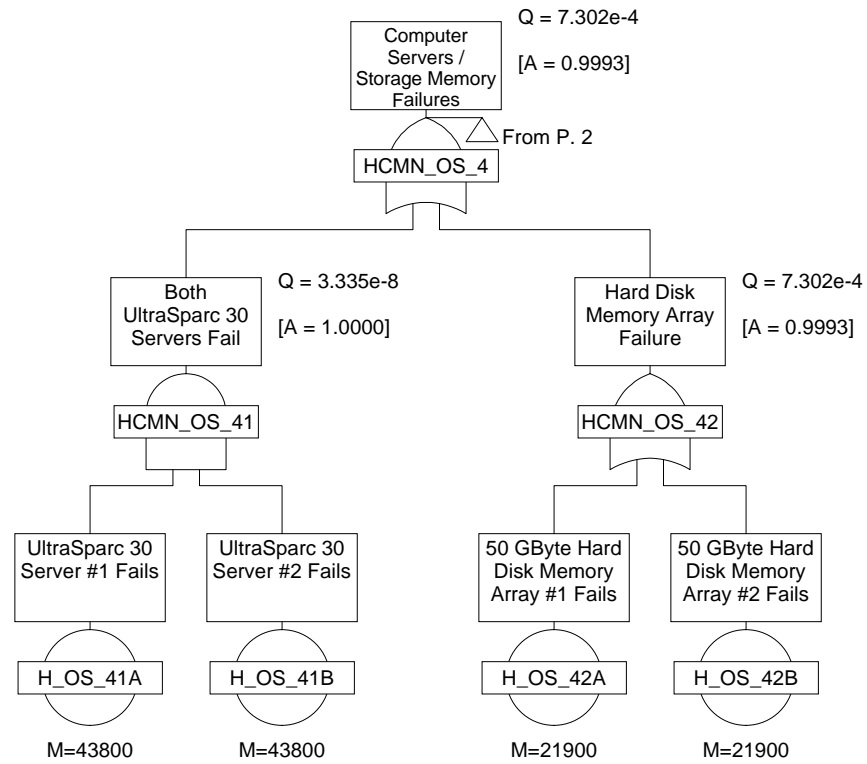 Computer
Servers /
Storage Memory
Failures
Q = 7.302e-4
[A = 0.9993]
From P. 2
HCMN_OS_4
Both
UltraSparc 30
Servers Fail
Q = 3.335e-8
[A = 1.0000]
Hard Disk
Memory Array
Failure
Q = 7.302e-4
[A = 0.9993]
HCMN_OS_41
HCMN_OS_42
UltraSparc 30
Server #1 Fails
UltraSparc 30
Server #2 Fails
50 GByte Hard
Disk Memory
Array #1 Fails
50 GByte Hard
Disk Memory
Array #2 Fails
H_OS_41A
H_OS_41B
H_OS_42A
H_OS_42B
M=43800
M=43800
M=21900
M=21900